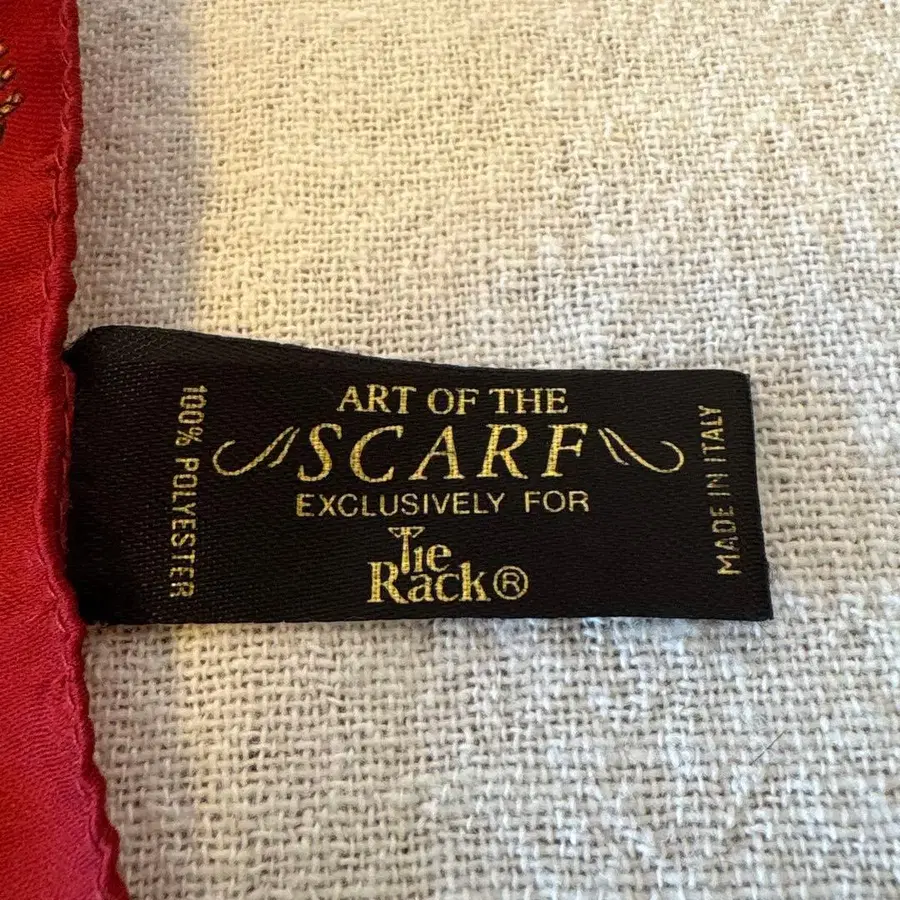 100% POLYESTER
ART OF THE
SCARF
EXCLUSIVELY FOR
Tie
Rack®
MADE IN ITALY